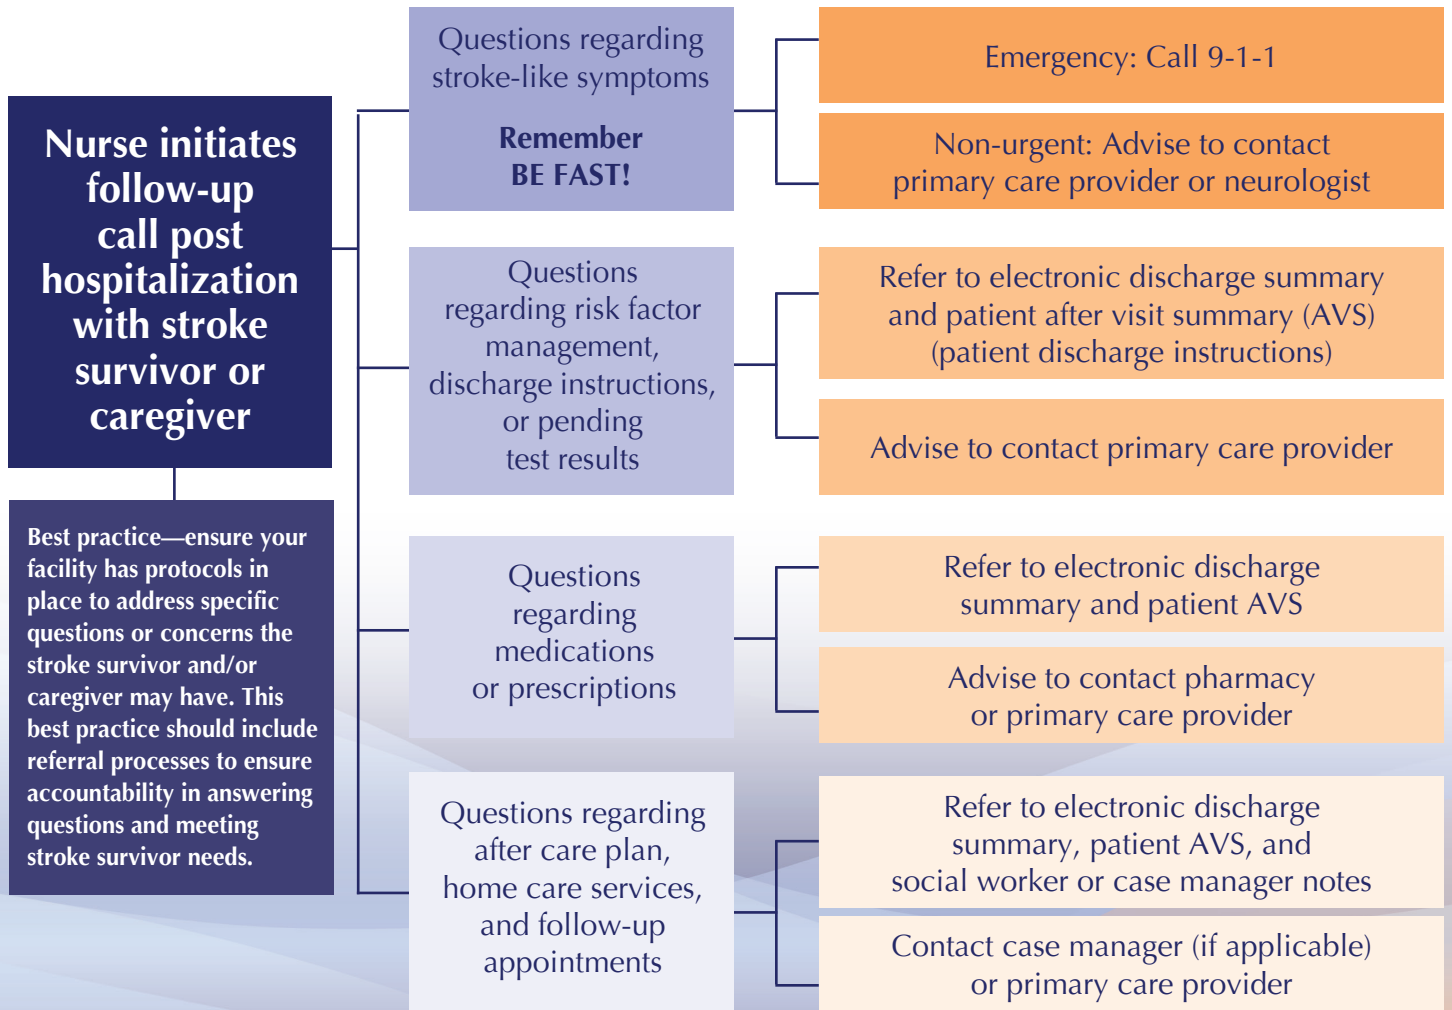 Nurse initiates
follow-up
call post
hospitalization
with stroke
survivor or
caregiver
Best practice—ensure your
facility has protocols in
place to address specific
questions or concerns the
stroke survivor and/or
caregiver may have. This
best practice should include
referral processes to ensure
accountability in answering
questions and meeting
stroke survivor needs.
Questions regarding
stroke-like symptoms
Remember
BE FAST!
Emergency: Call 9-1-1
Non-urgent: Advise to contact
primary care provider or neurologist
Questions
regarding risk factor
management,
discharge instructions,
or pending
test results
Refer to electronic discharge summary
and patient after visit summary (AVS)
(patient discharge instructions)
Advise to contact primary care provider
Questions
regarding
medications
or prescriptions
Refer to electronic discharge
summary and patient AVS
Advise to contact pharmacy
or primary care provider
Questions regarding
after care plan,
home care services,
and follow-up
appointments
Refer to electronic discharge
summary, patient AVS, and
social worker or case manager notes
Contact case manager (if applicable)
or primary care provider